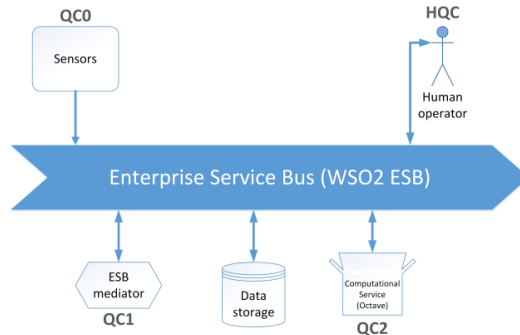 QC0
HQC
Sensors
Human
operator
Enterprise Service Bus (WSO2 ESB)
ESB
mediator
QC1
Data
storage
Computational
Service
(Octave)
QC2